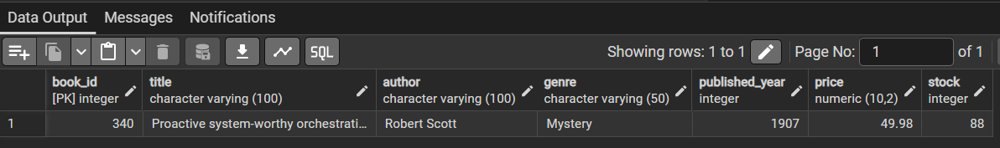 Data Output Messages Notifications
SQL Showing rows: 1 to 1 Page No: 1 of 1
book_id title author genre published_year price stock
[PK] integer character varying (100) character varying (100) character varying (50) integer numeric (10,2) integer
1 340 Proactive system-worthy orchestrati... Robert Scott Mystery 1907 49.98 88